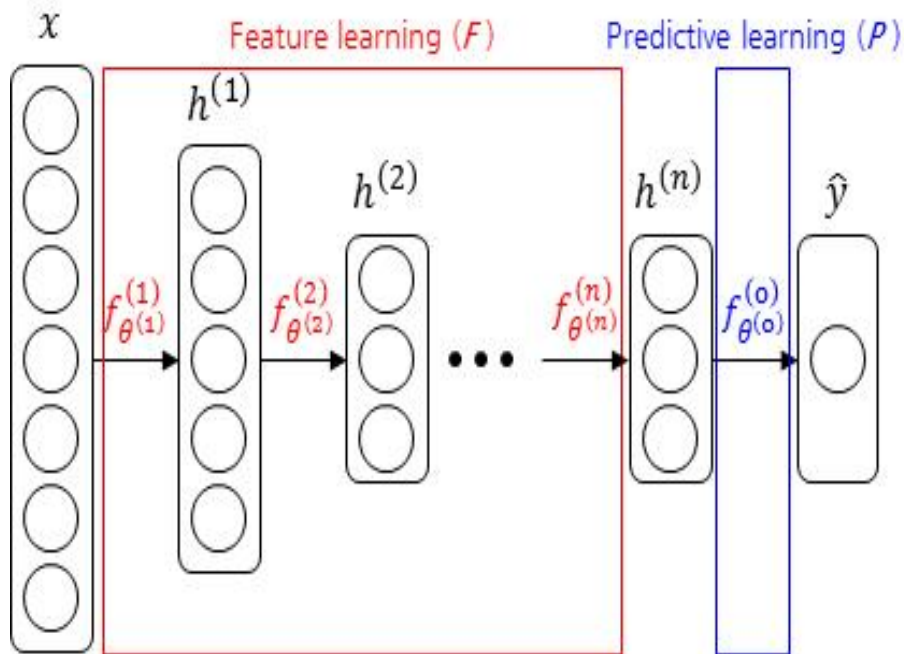 x
Feature learning (F)
Predictive learning (P)
h^{(1)}
h^{(2)}
h^{(n)}
ŷ
f^{(1)}_{θ^{(1)}}
f^{(2)}_{θ^{(2)}}
f^{(n)}_{θ^{(n)}}
f^{(o)}_{θ^{(o)}}